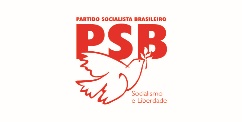 PARTIDO SOCIALISTA BRASILEIRO
PSB
Socialismo
e Liberdade